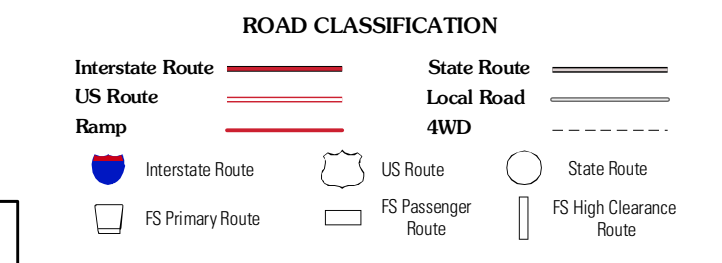 ROAD CLASSIFICATION
Interstate Route
State Route
US Route
Local Road
Ramp
4WD
Interstate Route
US Route
State Route
FS Primary Route
FS Passenger
Route
FS High Clearance
Route